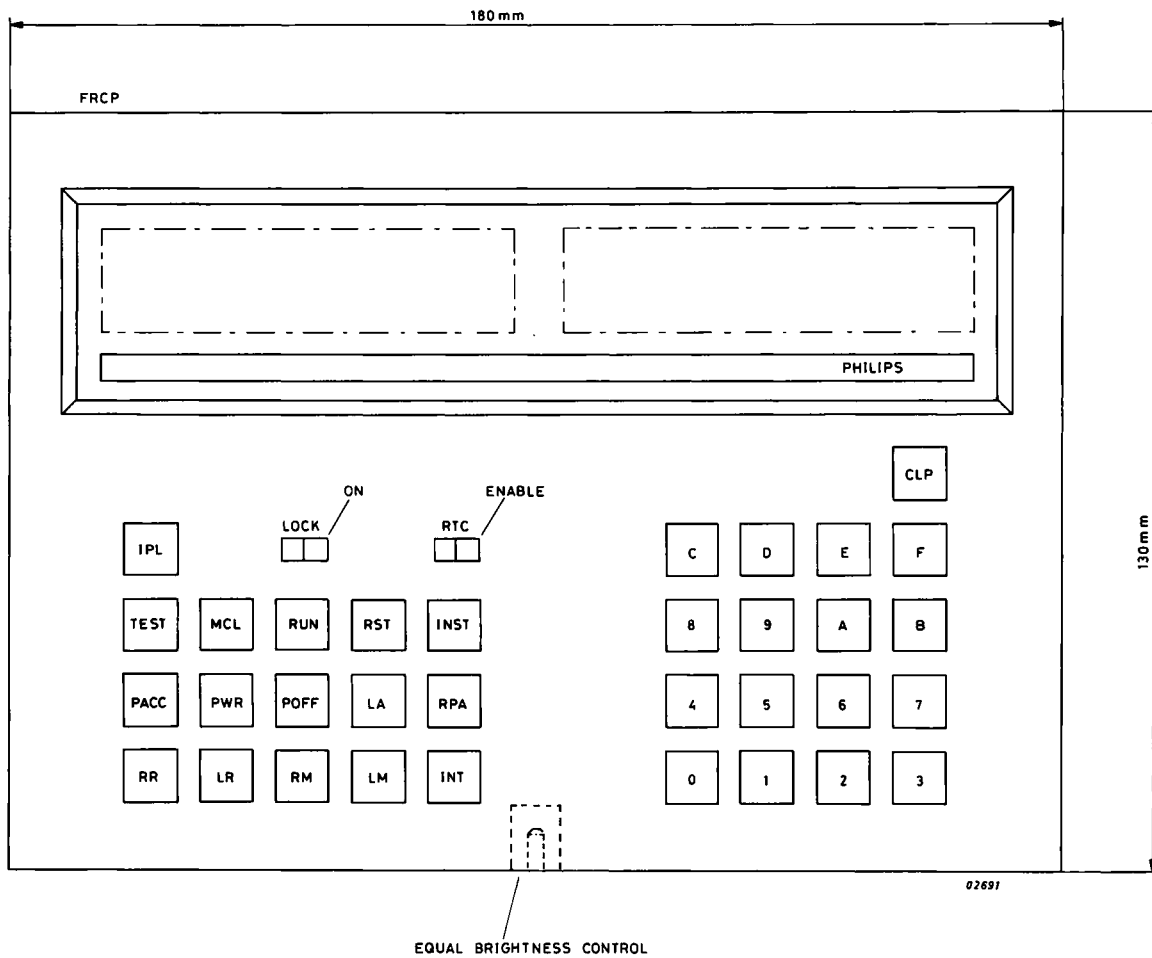 180 mm
FRCP
PHILIPS
130 mm
CLP
ON
ENABLE
LOCK
RTC
IPL
C D E F
TEST MCL RUN RST INST
8 9 A B
PACC PWR POFF LA RPA
4 5 6 7
RR LR RM LM INT
0 1 2 3
02691
EQUAL BRIGHTNESS CONTROL